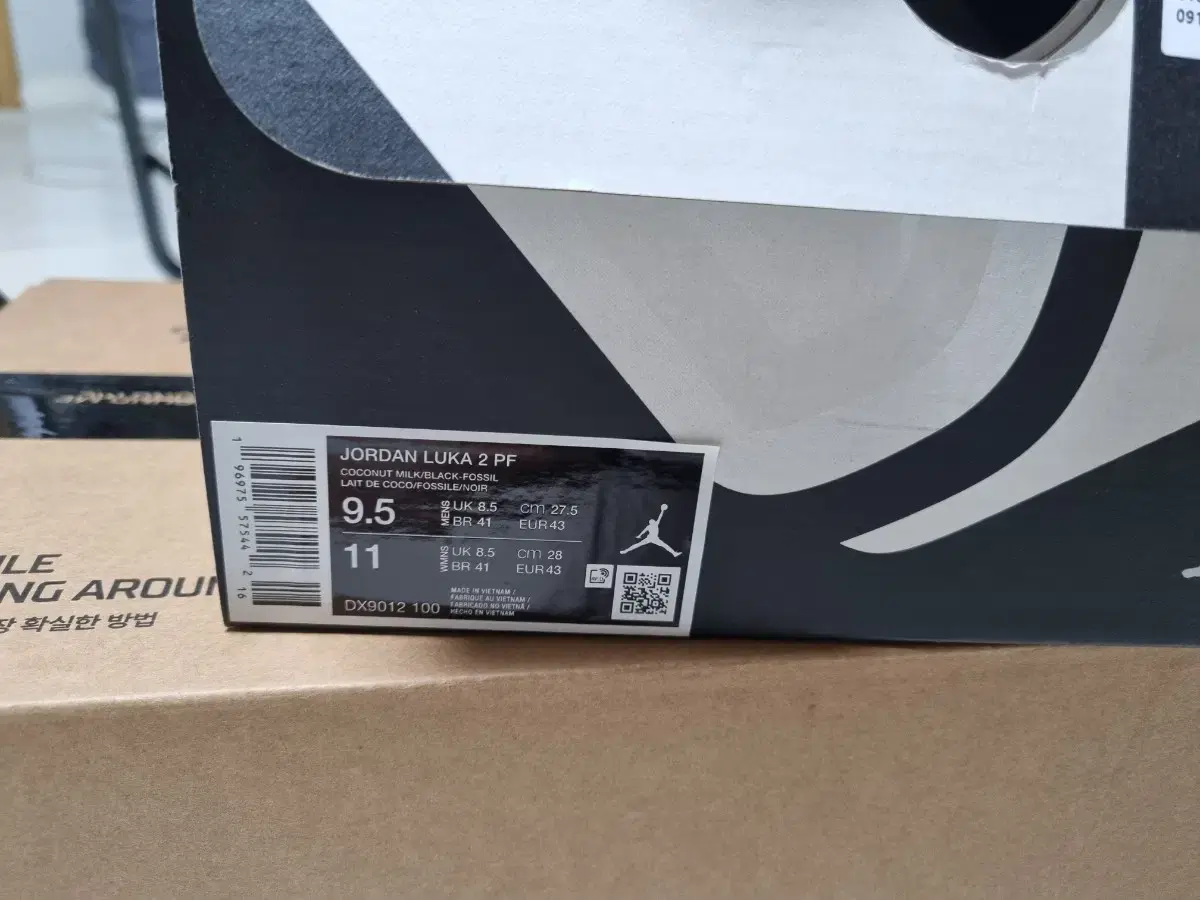 091
JORDAN LUKA 2 PF
COCONUT MILK/BLACK-FOSSIL
LAIT DE COCO/FOSSILE/NOIR
9.5
MENS
UK 8.5
cm 27.5
BR 41
EUR 43
11
WMNS
UK 8.5
cm 28
BR 41
EUR 43
DX9012 100
MADE IN VIETNAM /
FABRIQUE AU VIETNAM /
FABRICADO NO VIETNÃ /
HECHO EN VIETNAM
1 96975 57544 2 16
ILE
NG AROUN
장 확실한 방법